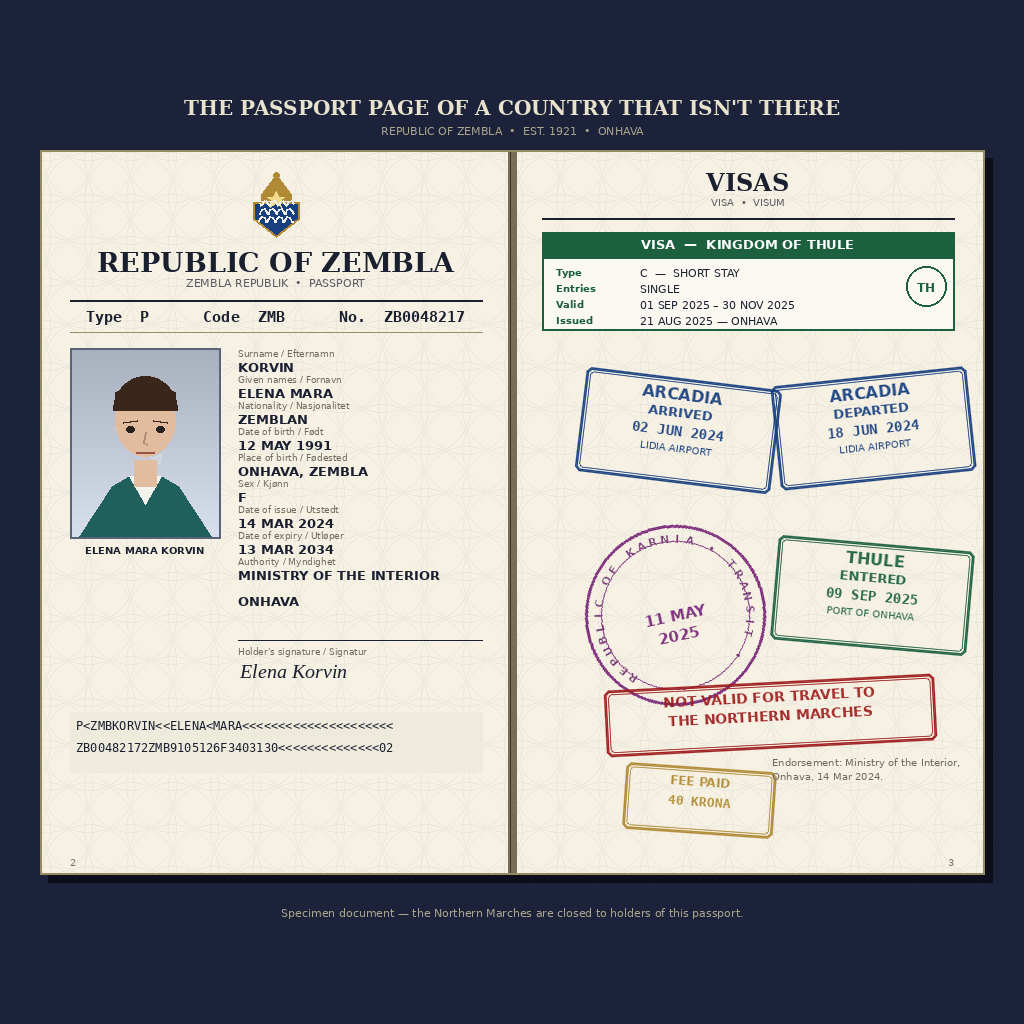 THE PASSPORT PAGE OF A COUNTRY THAT ISN'T THERE
REPUBLIC OF ZEMBLA • EST. 1921 • ONHAVA
REPUBLIC OF ZEMBLA
ZEMBLA REPUBLIK • PASSPORT
Type P Code ZMB No. ZB0048217
Surname / Efternamn
KORVIN
Given names / Fornavn
ELENA MARA
Nationality / Nasjonalitet
ZEMBLAN
Date of birth / Født
12 MAY 1991
Place of birth / Fødested
ONHAVA, ZEMBLA
Sex / Kjønn
F
Date of issue / Utstedt
14 MAR 2024
Date of expiry / Utløper
13 MAR 2034
Authority / Myndighet
MINISTRY OF THE INTERIOR
ONHAVA
ELENA MARA KORVIN
Holder's signature / Signatur
Elena Korvin
P<ZMBKORVIN<<ELENA<MARA<<<<<<<<<<<<<<<<<<<<<
ZB00482172ZMB9105126F3403130<<<<<<<<<<<<<<02
2
VISAS
VISA • VISUM
VISA — KINGDOM OF THULE
Type C — SHORT STAY
Entries SINGLE
Valid 01 SEP 2025 – 30 NOV 2025
Issued 21 AUG 2025 — ONHAVA
TH
ARCADIA
ARRIVED
02 JUN 2024
LIDIA AIRPORT
ARCADIA
DEPARTED
18 JUN 2024
LIDIA AIRPORT
REPUBLIC OF KARNIA • TRANSIT •
11 MAY
2025
THULE
ENTERED
09 SEP 2025
PORT OF ONHAVA
NOT VALID FOR TRAVEL TO
THE NORTHERN MARCHES
Endorsement: Ministry of the Interior,
Onhava, 14 Mar 2024.
FEE PAID
40 KRONA
3
Specimen document — the Northern Marches are closed to holders of this passport.